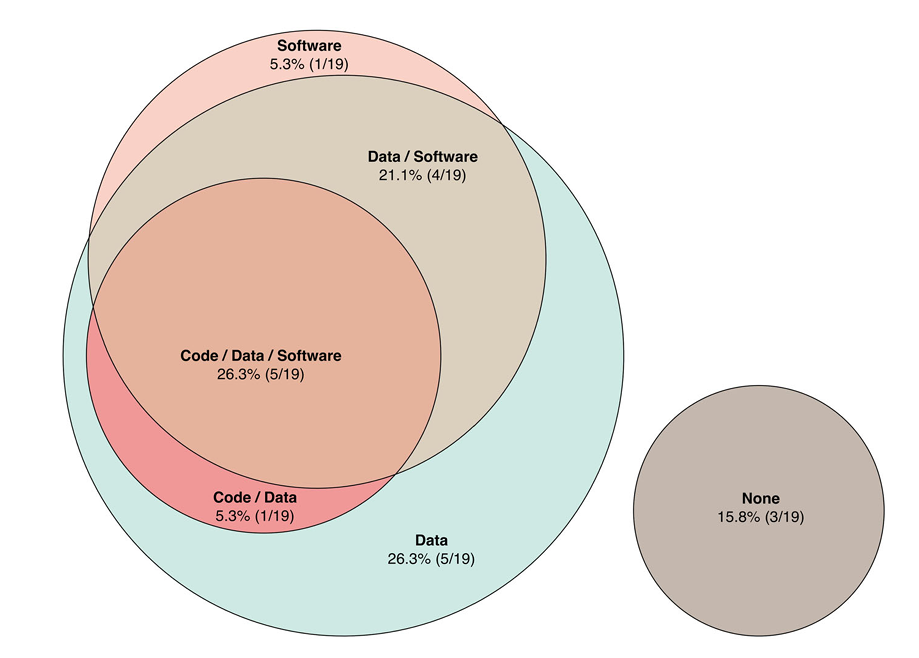 Software
5.3% (1/19)
Data / Software
21.1% (4/19)
Code / Data / Software
26.3% (5/19)
Code / Data
5.3% (1/19)
Data
26.3% (5/19)
None
15.8% (3/19)